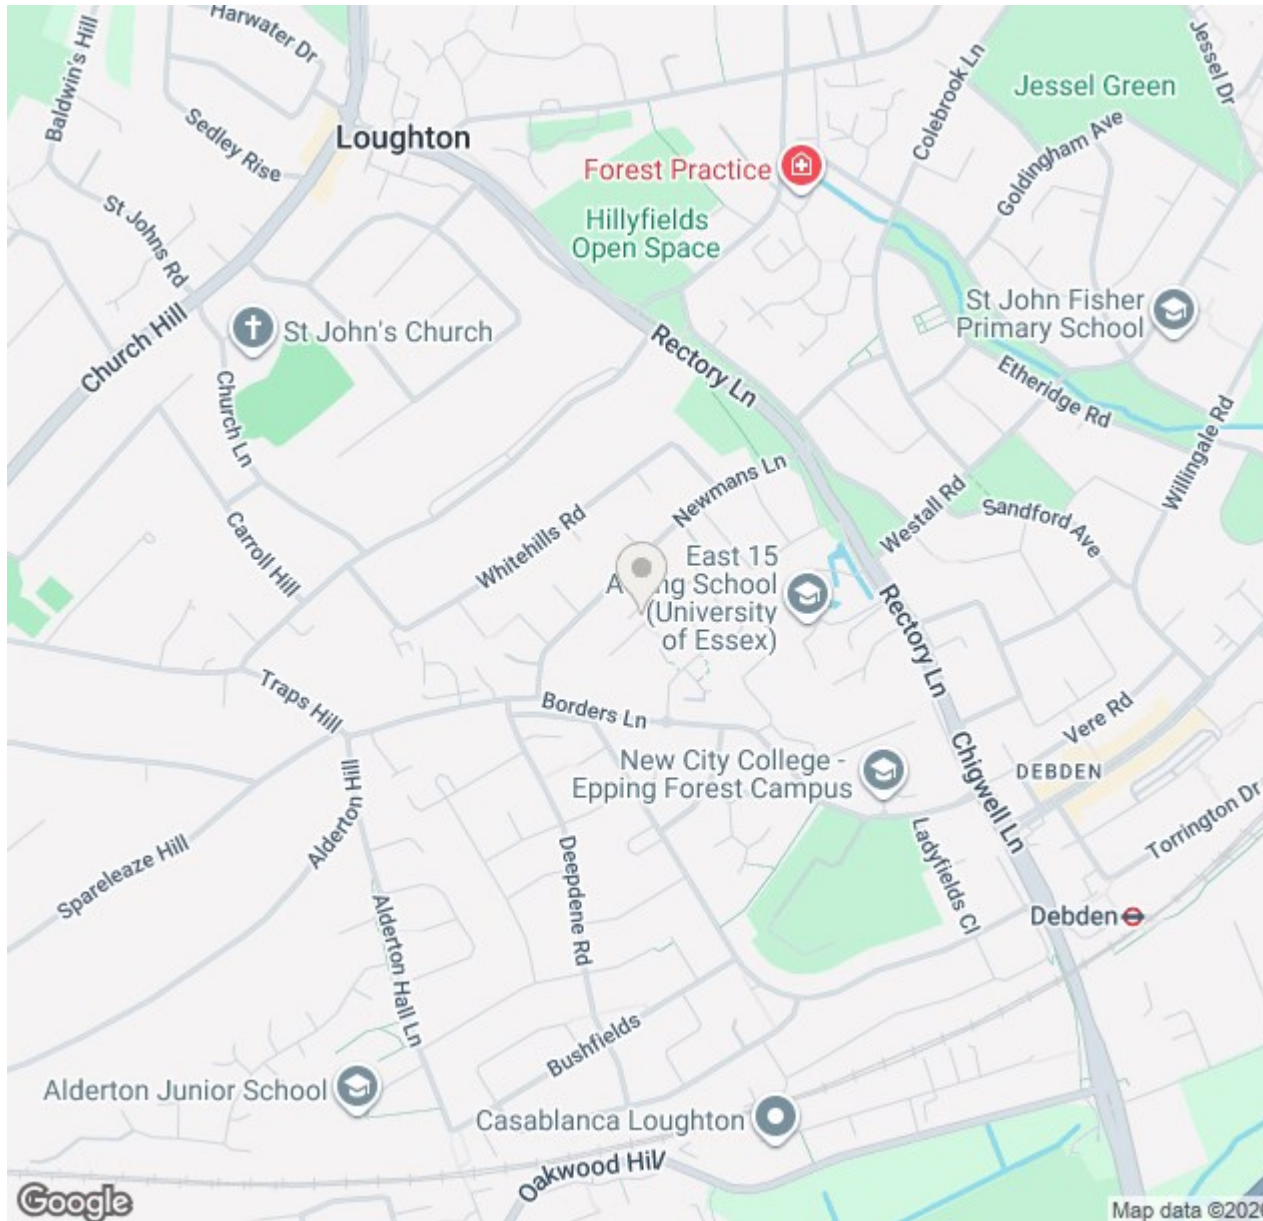 Harwater Dr
Baldwin's Hill
Sedley Rise
Loughton
Colebrook Ln
Jessel Dr
Jessel Green
Goldingham Ave
Forest Practice
Hillyfields
Open Space
St Johns Rd
St John's Church
Church Hill
Church Ln
Rectory Ln
St John Fisher
Primary School
Etheridge Rd
Willingale Rd
Newmans Ln
Whitehills Rd
Carroll Hill
Westall Rd
Sandford Ave
East 15
(University
of Essex)
Rectory Ln
Traps Hill
Borders Ln
Vere Rd
New City College -
Epping Forest Campus
Chigwell Ln
DEBDEN
Torrington Dr
Alderton Hill
Spareleaze Hill
Deepdene Rd
Ladyfields Cl
Alderton Hall Ln
Debden
Bushfields
Alderton Junior School
Casablanca Loughton
Oakwood Hill
Google
Map data ©2026